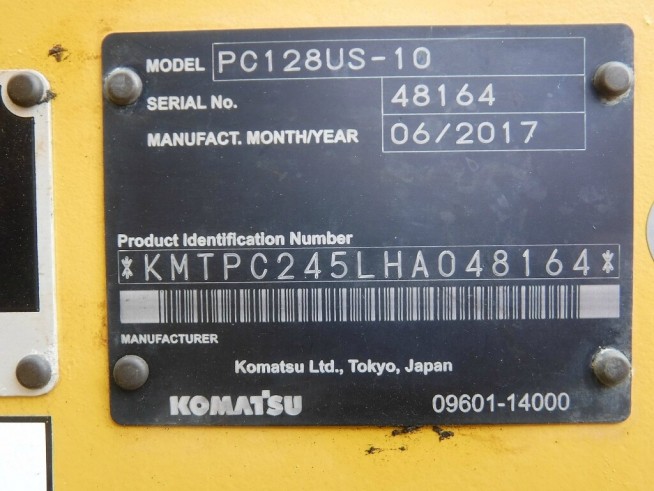 MODEL PC128US-10
SERIAL No. 48164
MANUFACT. MONTH/YEAR 06/2017
Product Identification Number
*KMTPC245LHA048164*
MANUFACTURER
Komatsu Ltd., Tokyo, Japan
KOMATSU 09601-14000